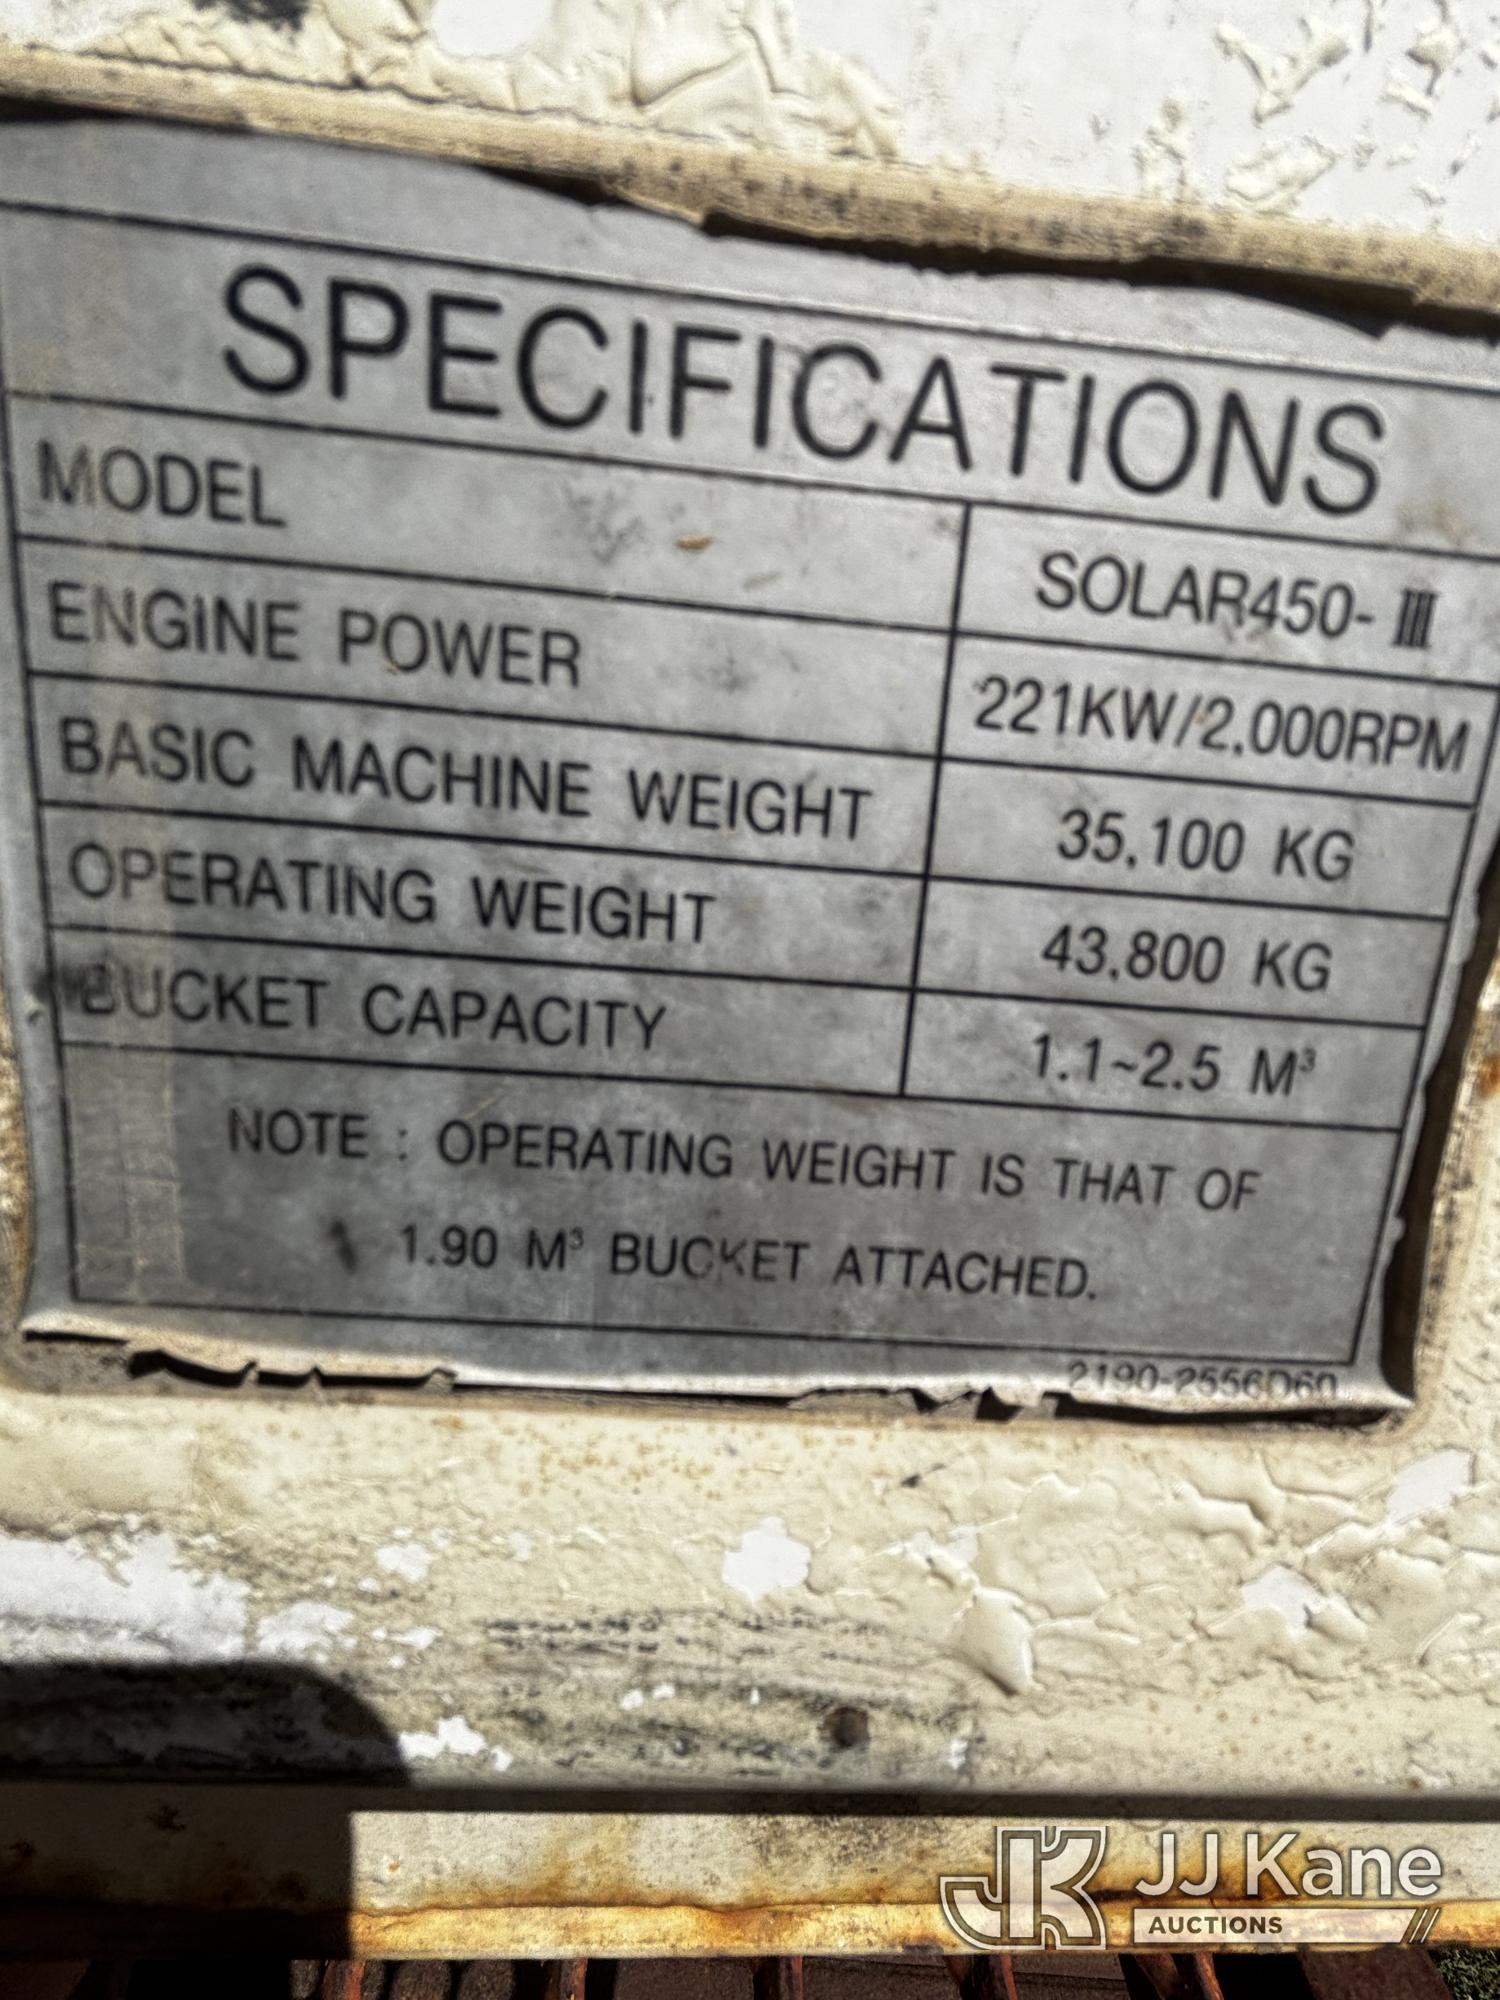 SPECIFICATIONS
MODEL SOLAR450-III
ENGINE POWER 221KW/2,000RPM
BASIC MACHINE WEIGHT 35,100 KG
OPERATING WEIGHT 43,800 KG
BUCKET CAPACITY 1.1~2.5 M³
NOTE : OPERATING WEIGHT IS THAT OF
1.90 M³ BUCKET ATTACHED.
2190-2556D60
JK JJ Kane
AUCTIONS